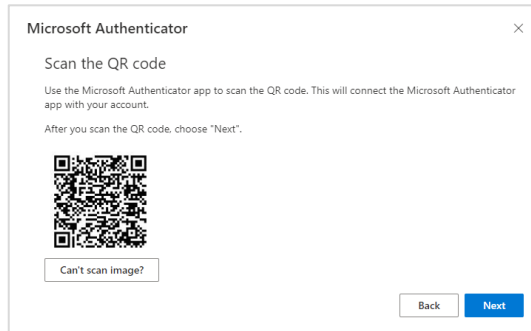 Microsoft Authenticator
Scan the QR code
Use the Microsoft Authenticator app to scan the QR code. This will connect the Microsoft Authenticator
app with your account.
After you scan the QR code, choose "Next".
Can't scan image?
Back Next